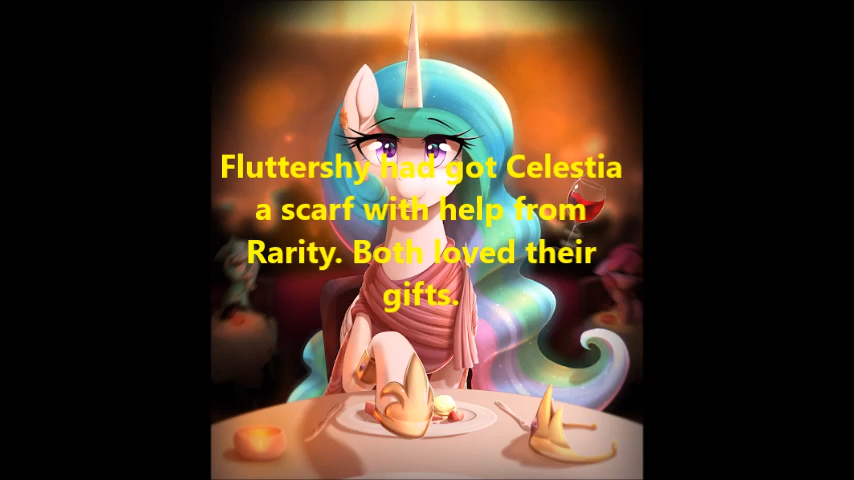 Fluttershy had got Celestia
a scarf with help from
Rarity. Both loved their
gifts.